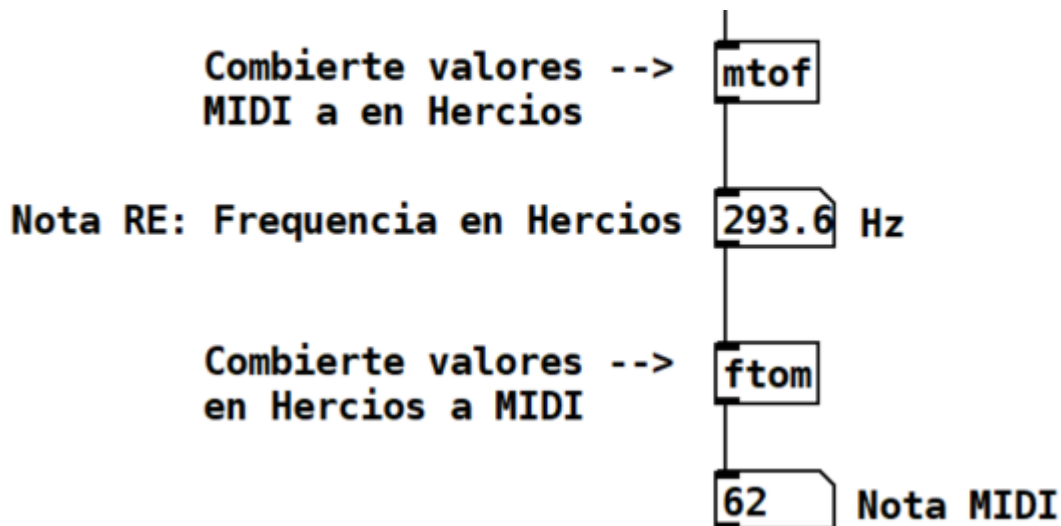 Combierte valores --> mtof
MIDI a en Hercios
Nota RE: Frequencia en Hercios 293.6 Hz
Combierte valores --> ftom
en Hercios a MIDI
62 Nota MIDI